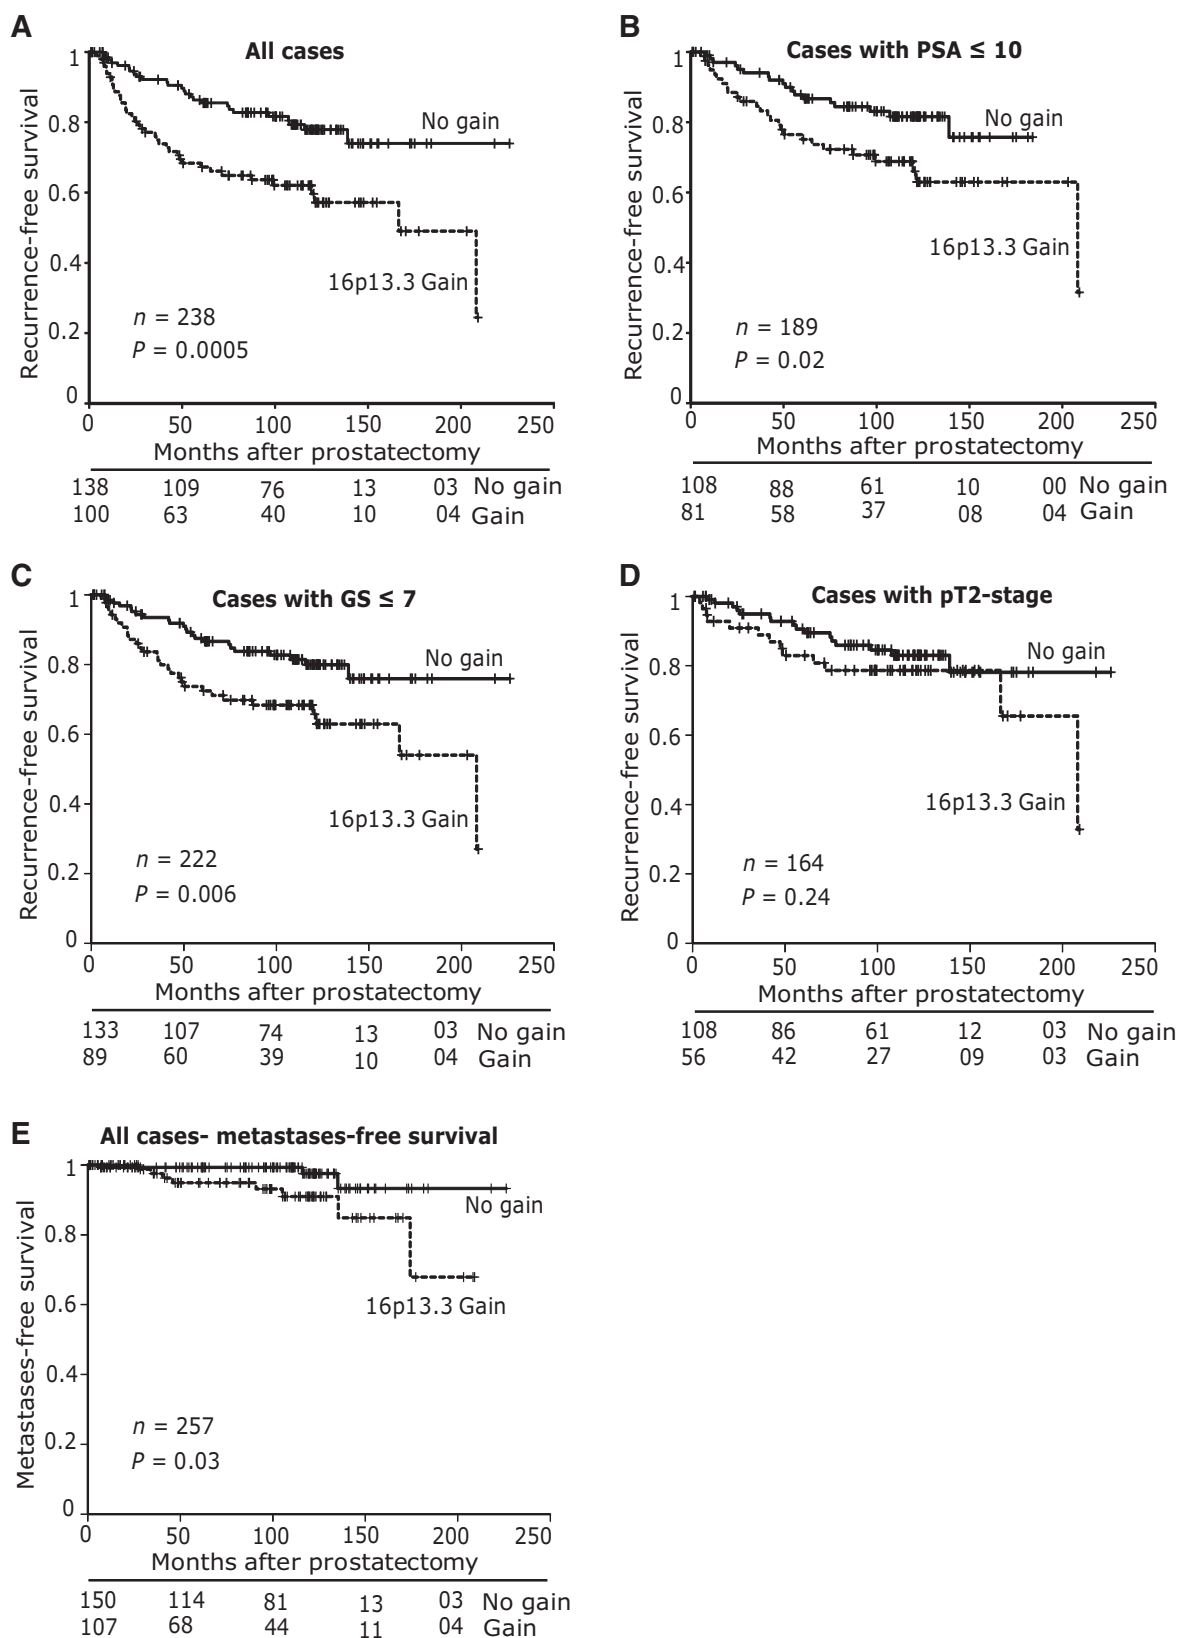 A
All cases
Recurrence-free survival
1
0.8
0.6
0.4
0.2
0
No gain
16p13.3 Gain
n = 238
P = 0.0005
0 50 100 150 200 250
Months after prostatectomy
138 109 76 13 03 No gain
100 63 40 10 04 Gain
B
Cases with PSA ≤ 10
Recurrence-free survival
1
0.8
0.6
0.4
0.2
0
No gain
16p13.3 Gain
n = 189
P = 0.02
0 50 100 150 200 250
Months after prostatectomy
108 88 61 10 00 No gain
81 58 37 08 04 Gain
C
Cases with GS ≤ 7
Recurrence-free survival
1
0.8
0.6
0.4
0.2
0
No gain
16p13.3 Gain
n = 222
P = 0.006
0 50 100 150 200 250
Months after prostatectomy
133 107 74 13 03 No gain
89 60 39 10 04 Gain
D
Cases with pT2-stage
Recurrence-free survival
1
0.8
0.6
0.4
0.2
0
No gain
16p13.3 Gain
n = 164
P = 0.24
0 50 100 150 200 250
Months after prostatectomy
108 86 61 12 03 No gain
56 42 27 09 03 Gain
E
All cases- metastases-free survival
Metastases-free survival
1
0.8
0.6
0.4
0.2
0
No gain
16p13.3 Gain
n = 257
P = 0.03
0 50 100 150 200 250
Months after prostatectomy
150 114 81 13 03 No gain
107 68 44 11 04 Gain